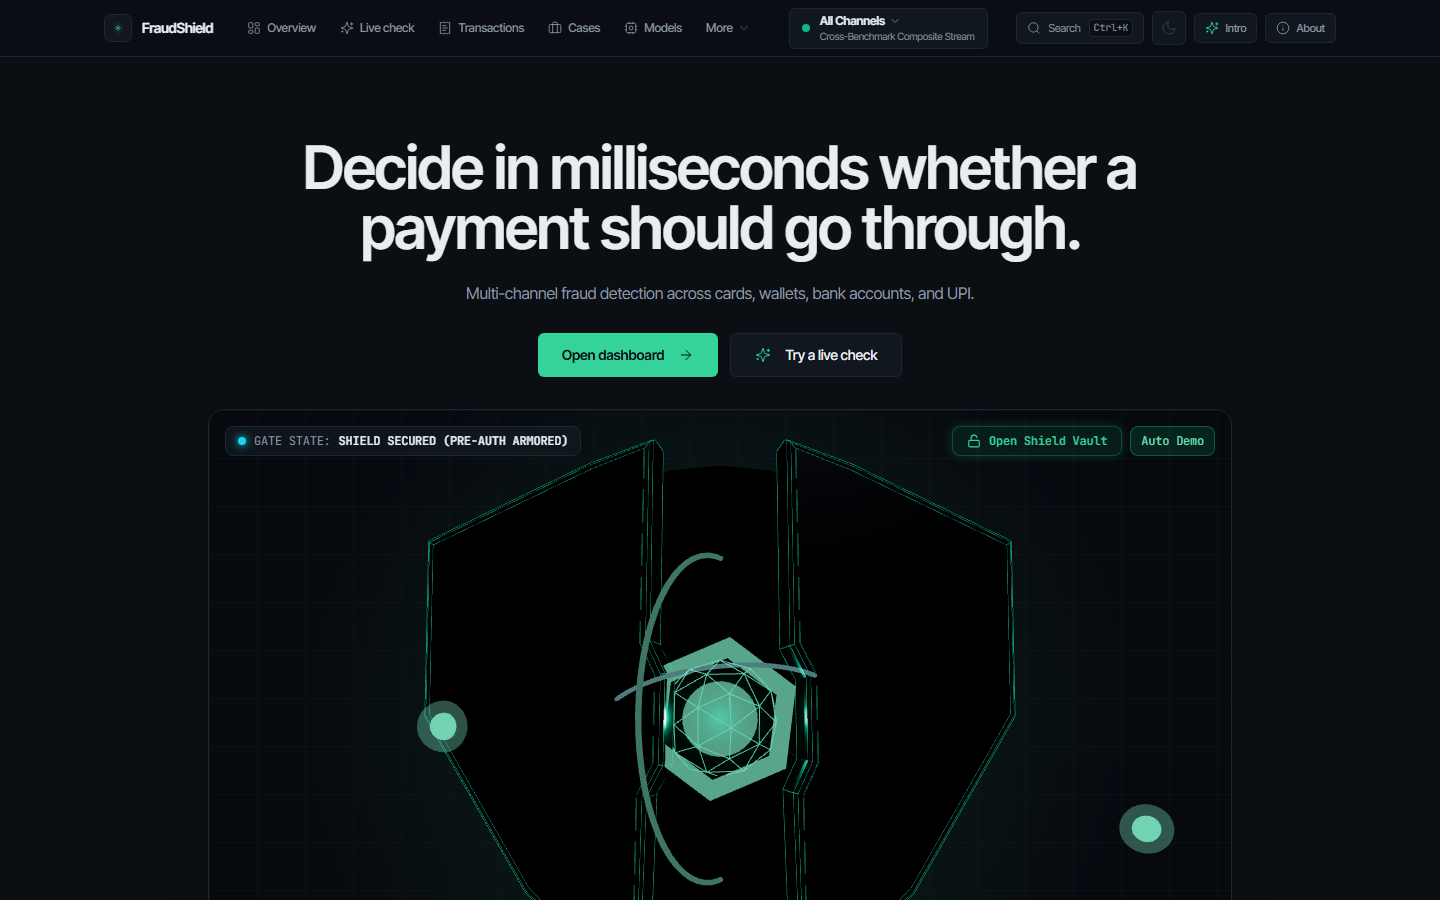 FraudShield
Overview
Live check
Transactions
Cases
Models
More
All Channels
Cross-Benchmark Composite Stream
Search
Ctrl+K
Intro
About
Decide in milliseconds whether a
payment should go through.
Multi-channel fraud detection across cards, wallets, bank accounts, and UPI.
Open dashboard
Try a live check
GATE STATE: SHIELD SECURED (PRE-AUTH ARMORED)
Open Shield Vault
Auto Demo